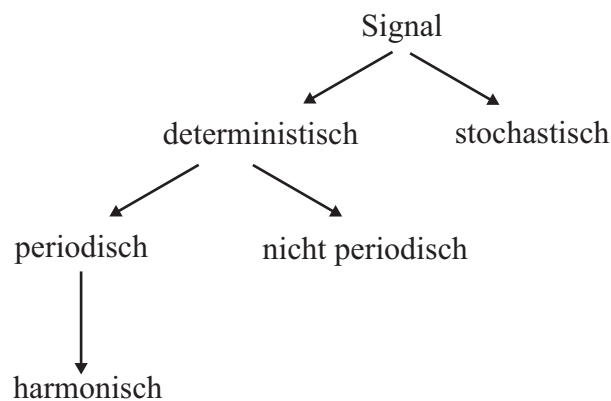 Signal
deterministisch stochastisch
periodisch nicht periodisch
harmonisch